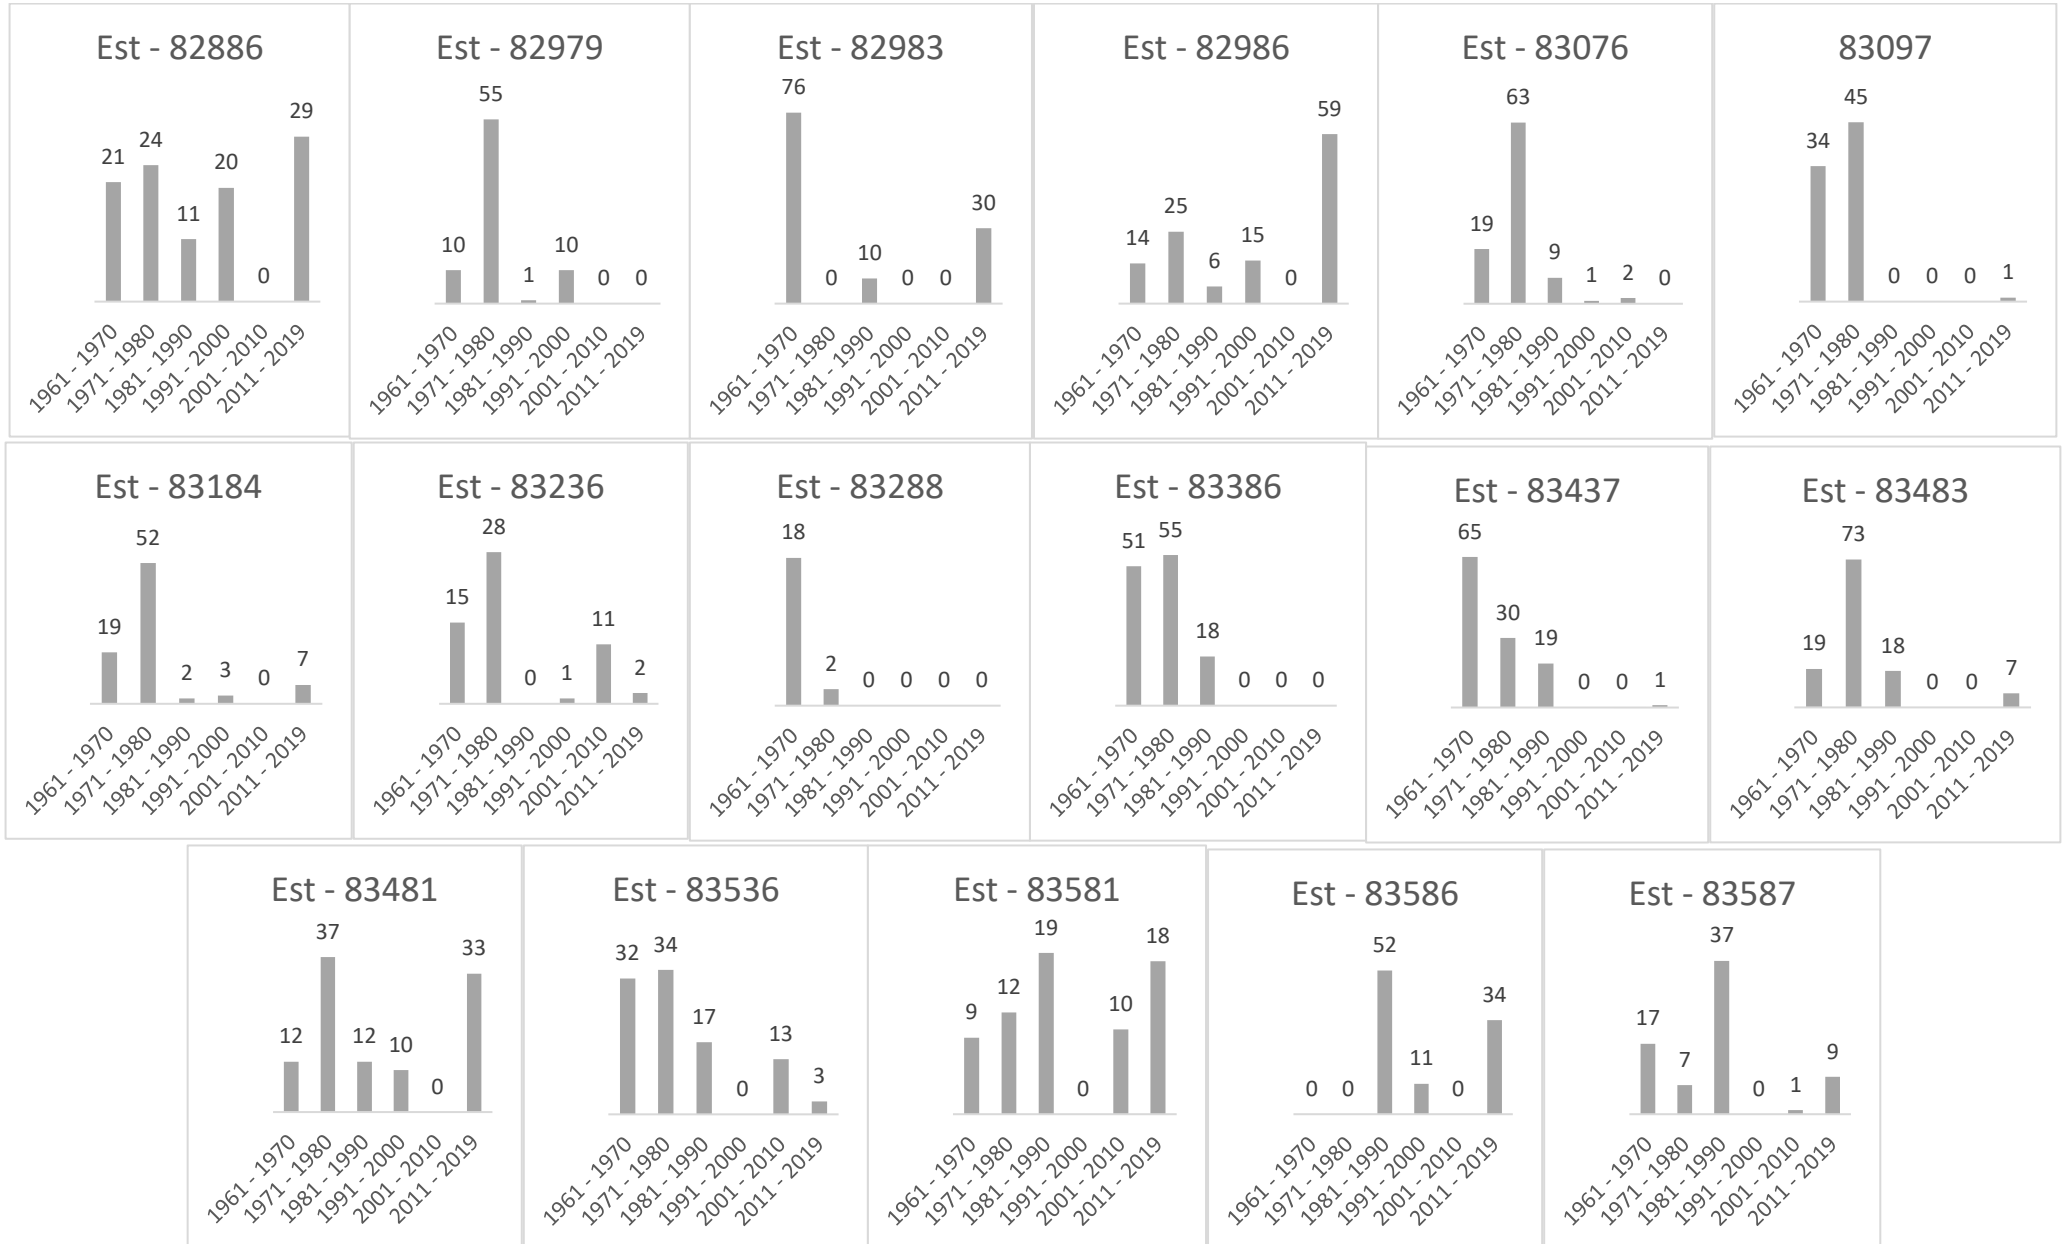 Est - 82886
29
24
21
20
11
0
1961 - 1970
1971 - 1980
1981 - 1990
1991 - 2000
2001 - 2010
2011 - 2019
Est - 82979
55
10
10
1
0
0
1961 - 1970
1971 - 1980
1981 - 1990
1991 - 2000
2001 - 2010
2011 - 2019
Est - 82983
76
30
10
0
0
0
1961 - 1970
1971 - 1980
1981 - 1990
1991 - 2000
2001 - 2010
2011 - 2019
Est - 82986
59
25
14
15
6
0
1961 - 1970
1971 - 1980
1981 - 1990
1991 - 2000
2001 - 2010
2011 - 2019
Est - 83076
63
19
9
1
2
0
1961 - 1970
1971 - 1980
1981 - 1990
1991 - 2000
2001 - 2010
2011 - 2019
83097
45
34
0
0
0
1
1961 - 1970
1971 - 1980
1981 - 1990
1991 - 2000
2001 - 2010
2011 - 2019
Est - 83184
52
19
2
3
0
7
1961 - 1970
1971 - 1980
1981 - 1990
1991 - 2000
2001 - 2010
2011 - 2019
Est - 83236
28
15
0
1
11
2
1961 - 1970
1971 - 1980
1981 - 1990
1991 - 2000
2001 - 2010
2011 - 2019
Est - 83288
18
2
0
0
0
0
1961 - 1970
1971 - 1980
1981 - 1990
1991 - 2000
2001 - 2010
2011 - 2019
Est - 83386
51
55
18
0
0
0
1961 - 1970
1971 - 1980
1981 - 1990
1991 - 2000
2001 - 2010
2011 - 2019
Est - 83437
65
30
19
0
0
1
1961 - 1970
1971 - 1980
1981 - 1990
1991 - 2000
2001 - 2010
2011 - 2019
Est - 83483
73
19
18
0
0
7
1961 - 1970
1971 - 1980
1981 - 1990
1991 - 2000
2001 - 2010
2011 - 2019
Est - 83481
37
33
12
12
10
0
1961 - 1970
1971 - 1980
1981 - 1990
1991 - 2000
2001 - 2010
2011 - 2019
Est - 83536
32
34
17
0
13
3
1961 - 1970
1971 - 1980
1981 - 1990
1991 - 2000
2001 - 2010
2011 - 2019
Est - 83581
9
12
19
0
10
18
1961 - 1970
1971 - 1980
1981 - 1990
1991 - 2000
2001 - 2010
2011 - 2019
Est - 83586
0
0
52
11
0
34
1961 - 1970
1971 - 1980
1981 - 1990
1991 - 2000
2001 - 2010
2011 - 2019
Est - 83587
17
7
37
0
1
9
1961 - 1970
1971 - 1980
1981 - 1990
1991 - 2000
2001 - 2010
2011 - 2019